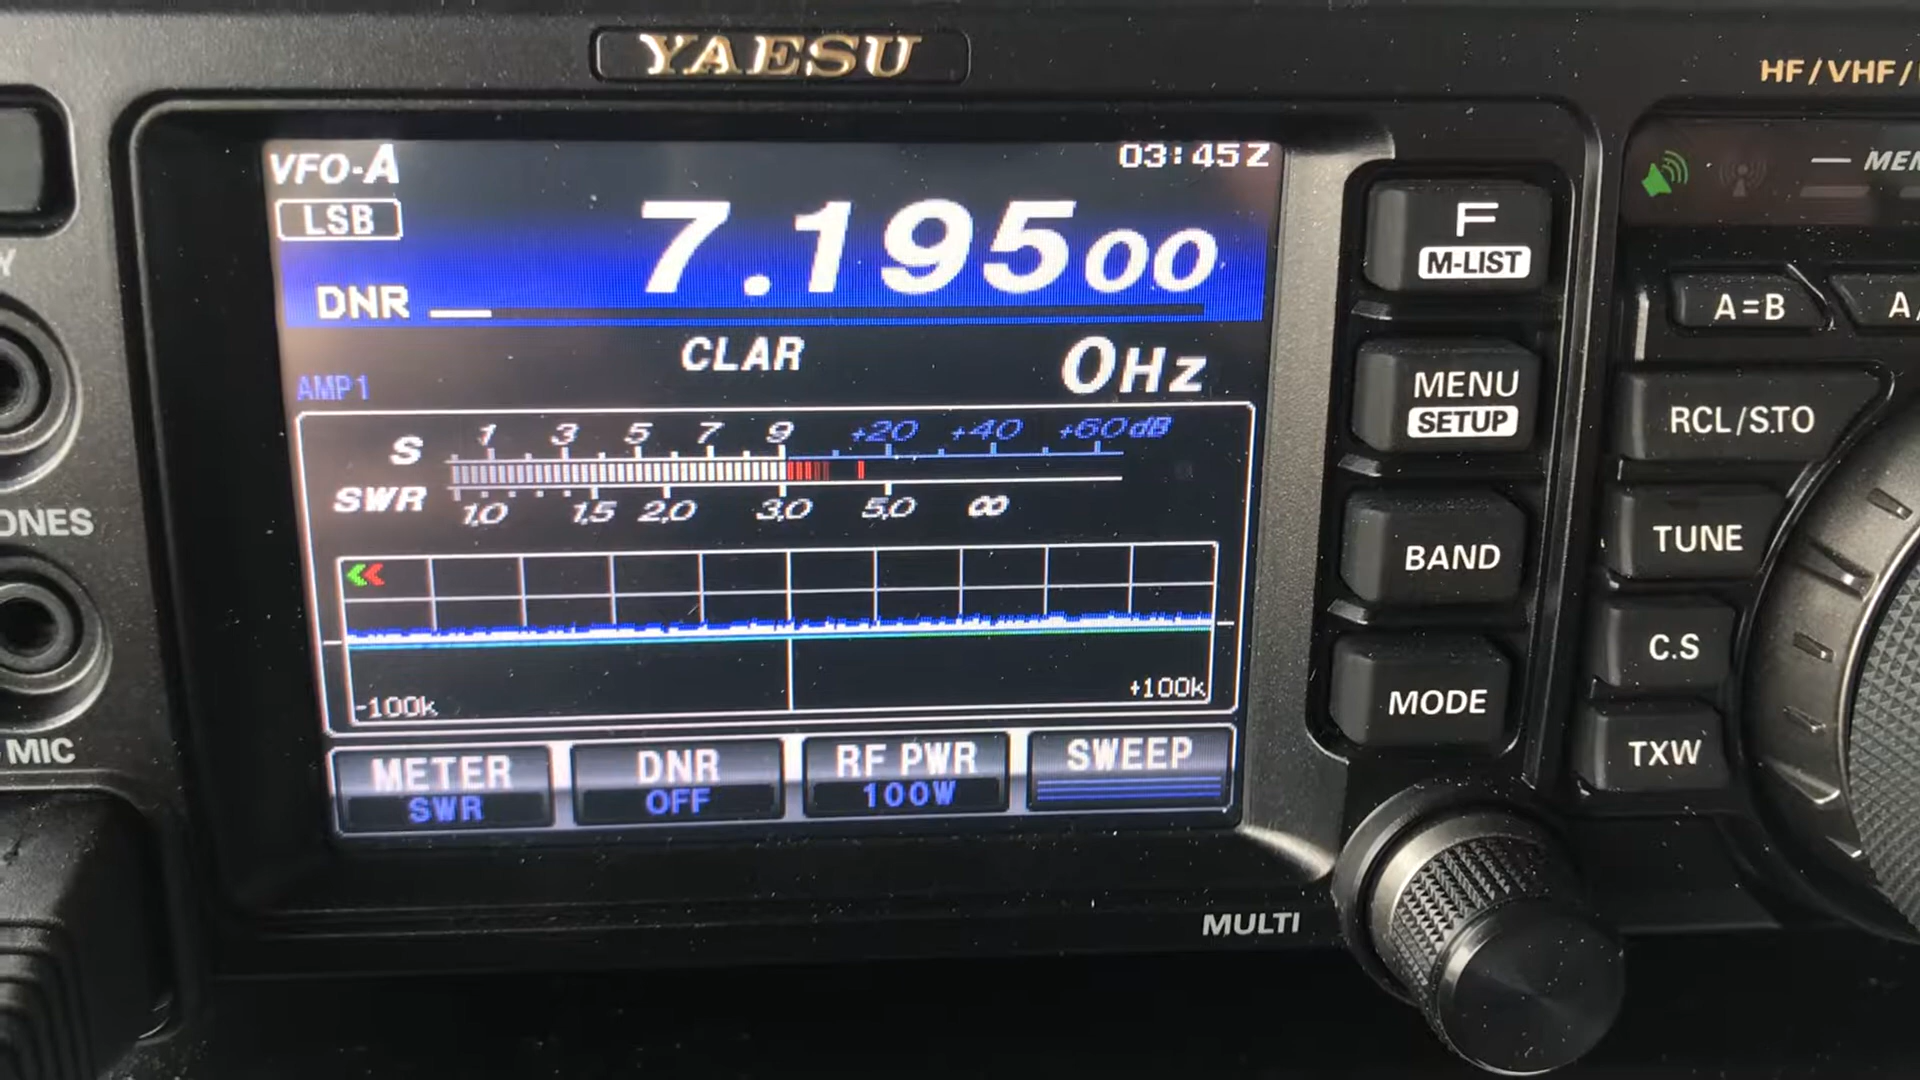 YAESU
HF/VHF/
VFO-A
03:45Z
LSB
7.19500
DNR
CLAR
0Hz
AMP1
S 1 3 5 7 9 +20 +40 +60dB
SWR 1.0 1.5 2.0 3.0 5.0 ∞
-100k
+100k
METER
SWR
DNR
OFF
RF PWR
100W
SWEEP
F
M-LIST
MENU
SETUP
BAND
MODE
MULTI
A=B
A/
RCL/STO
TUNE
C.S
TXW
MIC